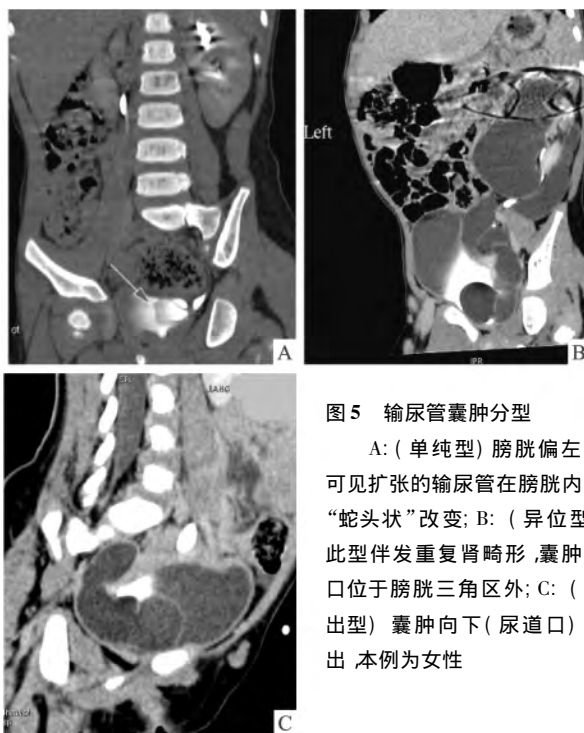 Left
A
IPR
B
C
图5 输尿管囊肿分型
A:(单纯型)膀胱偏左
可见扩张的输尿管在膀胱内
“蛇头状”改变; B: (异位型
此型伴发重复肾畸形,囊肿
口位于膀胱三角区外; C: (
出型) 囊肿向下(尿道口)
出,本例为女性